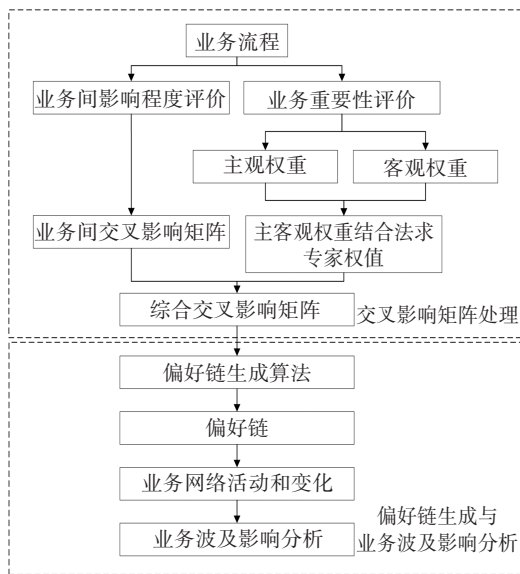 业务流程
业务间影响程度评价
业务重要性评价
主观权重
客观权重
业务间交叉影响矩阵
主客观权重结合法求
专家权值
综合交叉影响矩阵
交叉影响矩阵处理
偏好链生成算法
偏好链
业务网络活动和变化
业务波及影响分析
偏好链生成与
业务波及影响分析